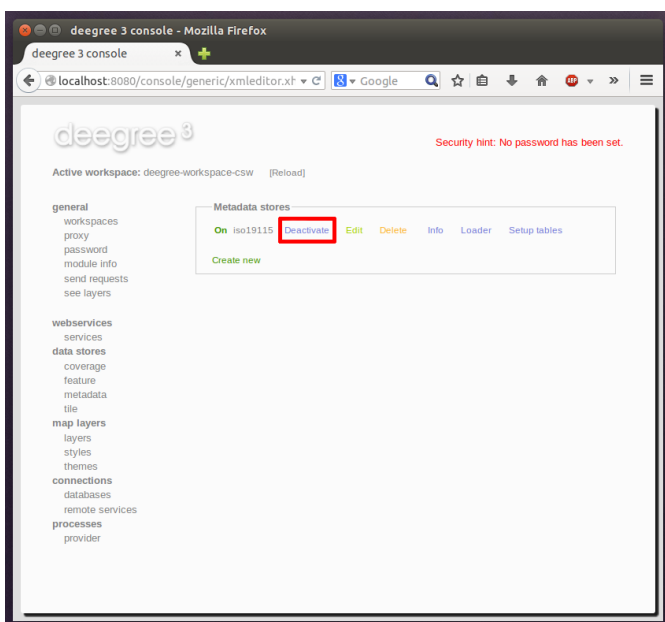 deegree 3 console - Mozilla Firefox
deegree 3 console
localhost:8080/console/generic/xmleditor.xh
Google
deegree 3
Security hint: No password has been set.
Active workspace: deegree-workspace-csw [Reload]
general
workspaces
proxy
password
module info
send requests
see layers
webservices
services
data stores
coverage
feature
metadata
tile
map layers
layers
styles
themes
connections
databases
remote services
processes
provider
Metadata stores
On iso19115 Deactivate Edit Delete Info Loader Setup tables
Create new